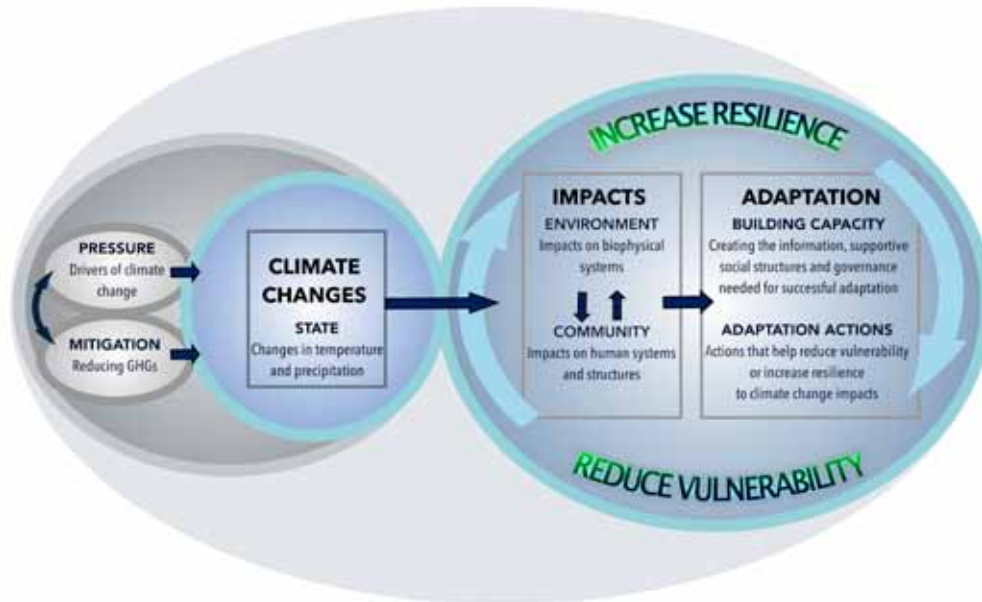 INCREASE RESILIENCE
PRESSURE
Drivers of climate
change
MITIGATION
Reducing GHGs
CLIMATE
CHANGES
STATE
Changes in temperature
and precipitation
IMPACTS
ENVIRONMENT
Impacts on biophysical
systems
COMMUNITY
Impacts on human systems
and structures
ADAPTATION
BUILDING CAPACITY
Creating the information, supportive
social structures and governance
needed for successful adaptation
ADAPTATION ACTIONS
Actions that help reduce vulnerability
or increase resilience
to climate change impacts
REDUCE VULNERABILITY